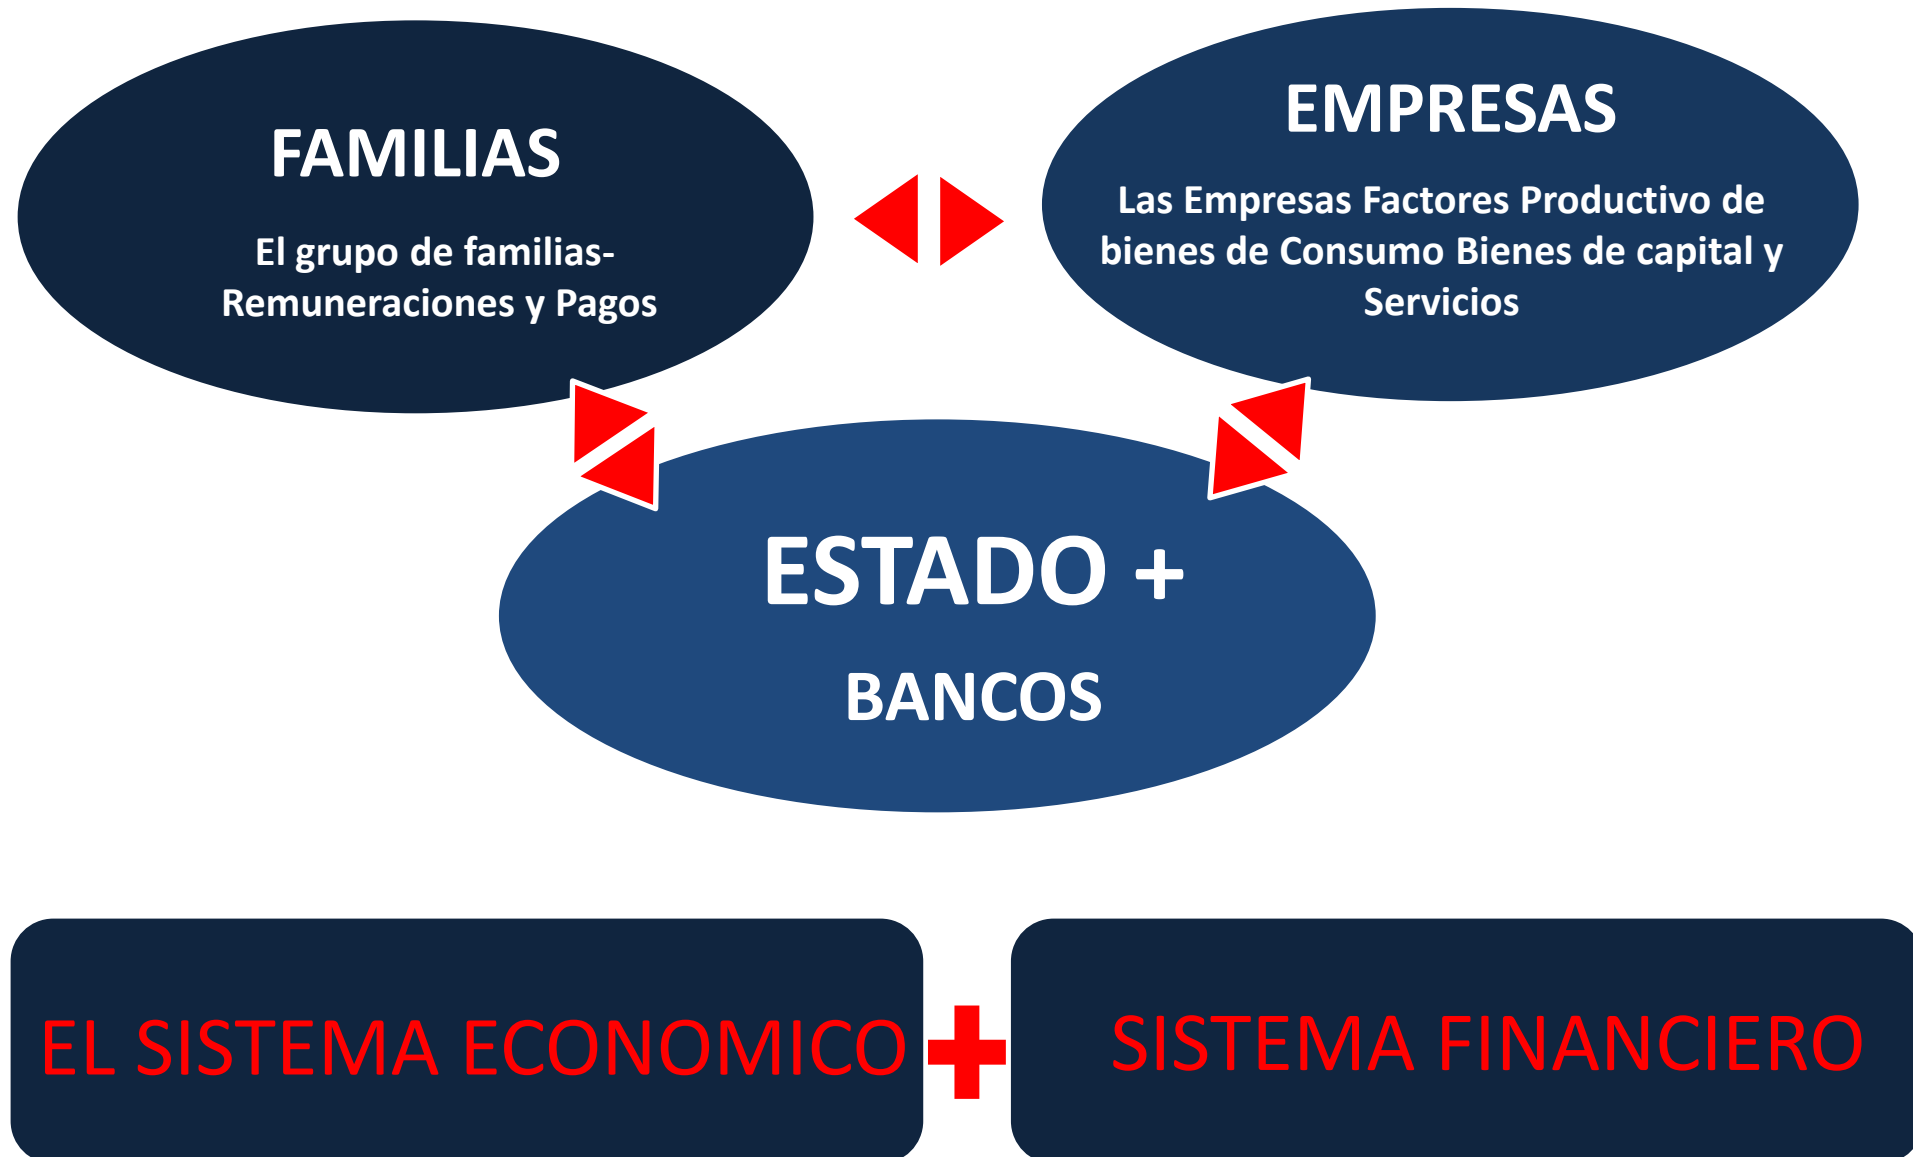 FAMILIAS
El grupo de familias-
Remuneraciones y Pagos
EMPRESAS
Las Empresas Factores Productivo de
bienes de Consumo Bienes de capital y
Servicios
ESTADO +
BANCOS
EL SISTEMA ECONOMICO
SISTEMA FINANCIERO